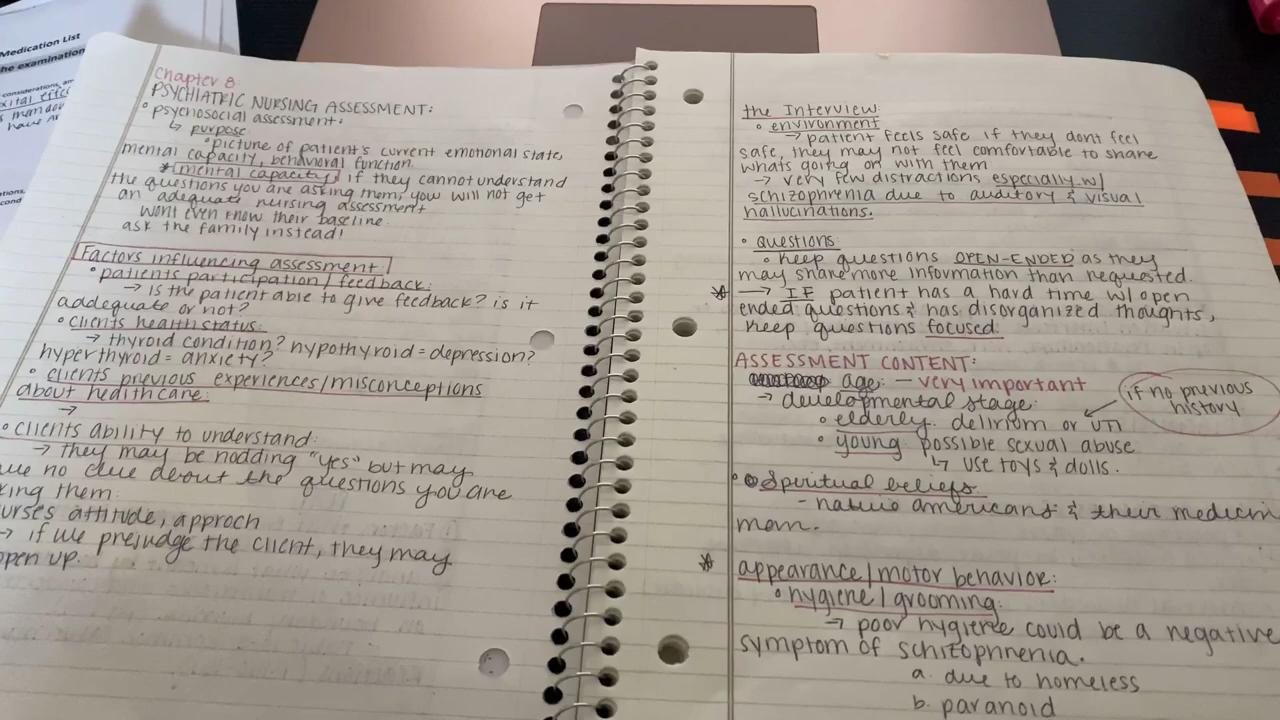 Medication List
he examination
considerations, an
Chapter 8:
PSYCHIATRIC NURSING ASSESSMENT:
• psychosocial assessment:
↳ purpose
• picture of patient's current emotional state,
mental capacity, behavioral function.
* mental capacity if they cannot understand
the questions you are asking them, you will not get
an adequate nursing assessment
wont even know their baseline
ask the family instead!
Factors influencing assessment
• patients participation/feedback:
→ is the patient able to give feedback? is it
adequate or not?
• clients health status:
→ thyroid condition? hypothyroid = depression?
hyperthyroid = anxiety?
• clients previous experiences/misconceptions
about healthcare:
→
• clients ability to understand:
→ they may be nodding "yes" but may
no clue about the questions you are
king them.
urses attitude, approch
→ if we prejudge the client, they may
open up.
the Interview:
• environment
→ patient feels safe if they dont feel
safe, they may not feel comfortable to share
whats going on with them
→ very few distractions especially w/
schizophrenia due to auditory & visual
hallucinations.
• Questions
• keep questions OPEN-ENDED as they
may share more information than requested.
* → IF patient has a hard time w/ open
ended questions & has disorganized thoughts,
keep questions focused.
ASSESSMENT CONTENT:
age: — very important
→ developmental stage:
• elderly: delirium or UTI
if no previous
history
• young: possible sexual abuse
↳ use toys & dolls.
• Spiritual beliefs
- native americans & their medicin
man.
* appearance/motor behavior:
• hygiene/grooming:
→ poor hygiene could be a negative
symptom of schizophrenia.
a. due to homeless
b. paranoid